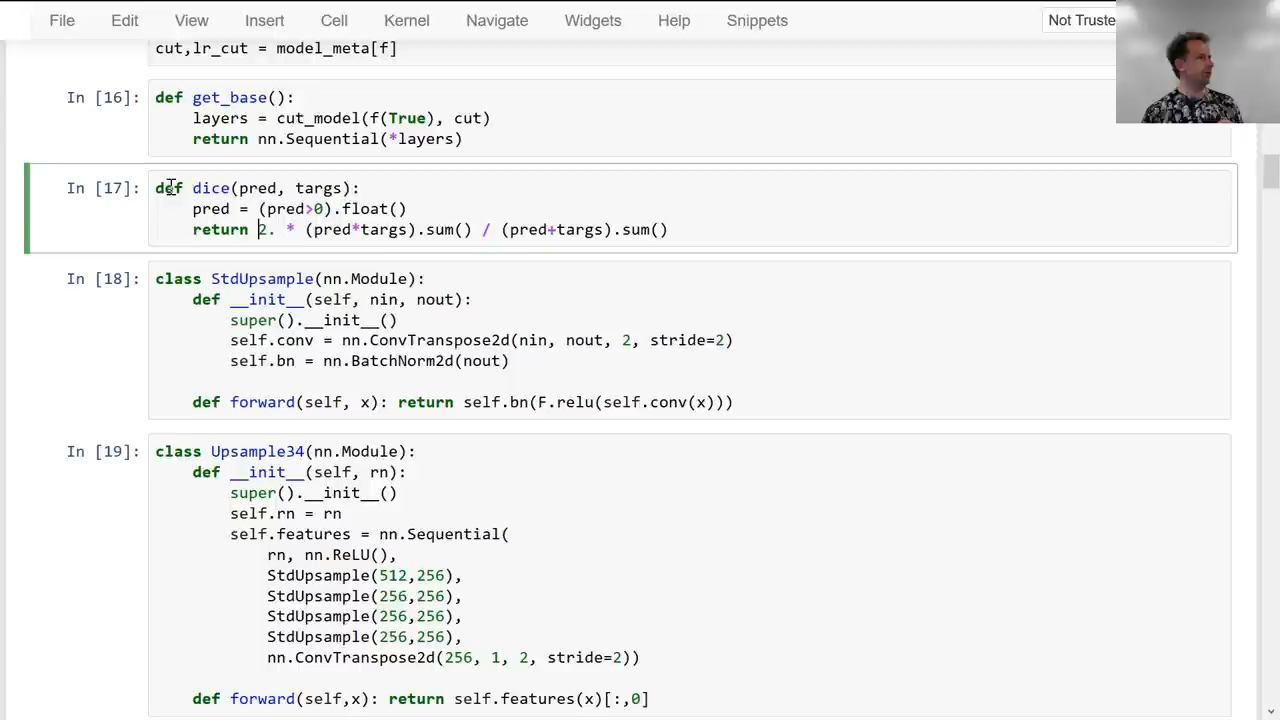 File Edit View Insert Cell Kernel Navigate Widgets Help Snippets Not Truste
cut,lr_cut = model_meta[f]
In [16]: def get_base():
    layers = cut_model(f(True), cut)
    return nn.Sequential(*layers)
In [17]: def dice(pred, targs):
    pred = (pred>0).float()
    return 2. * (pred*targs).sum() / (pred+targs).sum()
In [18]: class StdUpsample(nn.Module):
    def __init__(self, nin, nout):
        super().__init__()
        self.conv = nn.ConvTranspose2d(nin, nout, 2, stride=2)
        self.bn = nn.BatchNorm2d(nout)
    def forward(self, x): return self.bn(F.relu(self.conv(x)))
In [19]: class Upsample34(nn.Module):
    def __init__(self, rn):
        super().__init__()
        self.rn = rn
        self.features = nn.Sequential(
            rn, nn.ReLU(),
            StdUpsample(512,256),
            StdUpsample(256,256),
            StdUpsample(256,256),
            StdUpsample(256,256),
            nn.ConvTranspose2d(256, 1, 2, stride=2))
    def forward(self,x): return self.features(x)[:,0]